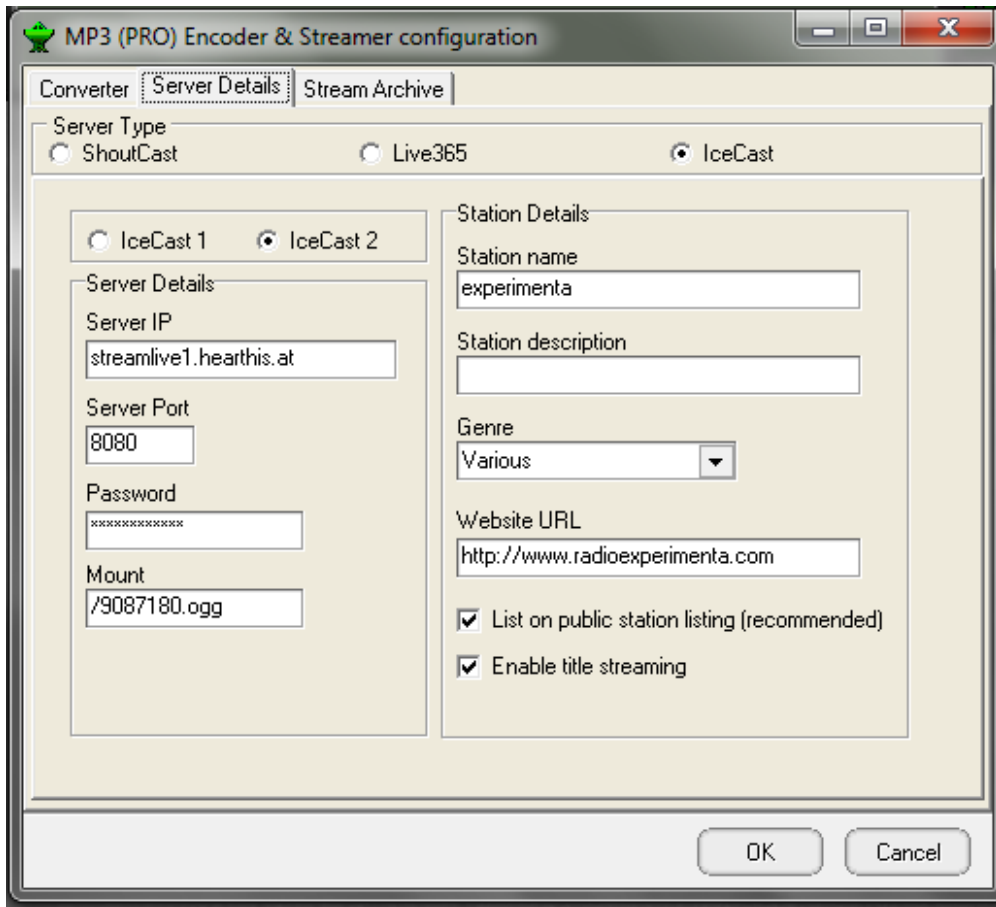 MP3 (PRO) Encoder & Streamer configuration
Converter Server Details Stream Archive
Server Type
ShoutCast Live365 IceCast
IceCast 1 IceCast 2
Server Details
Server IP
streamlive1.hearthis.at
Server Port
8080
Password
xxxxxxxxxxxx
Mount
/9087180.ogg
Station Details
Station name
experimenta
Station description
Genre
Various
Website URL
http://www.radioexperimenta.com
List on public station listing (recommended)
Enable title streaming
OK Cancel